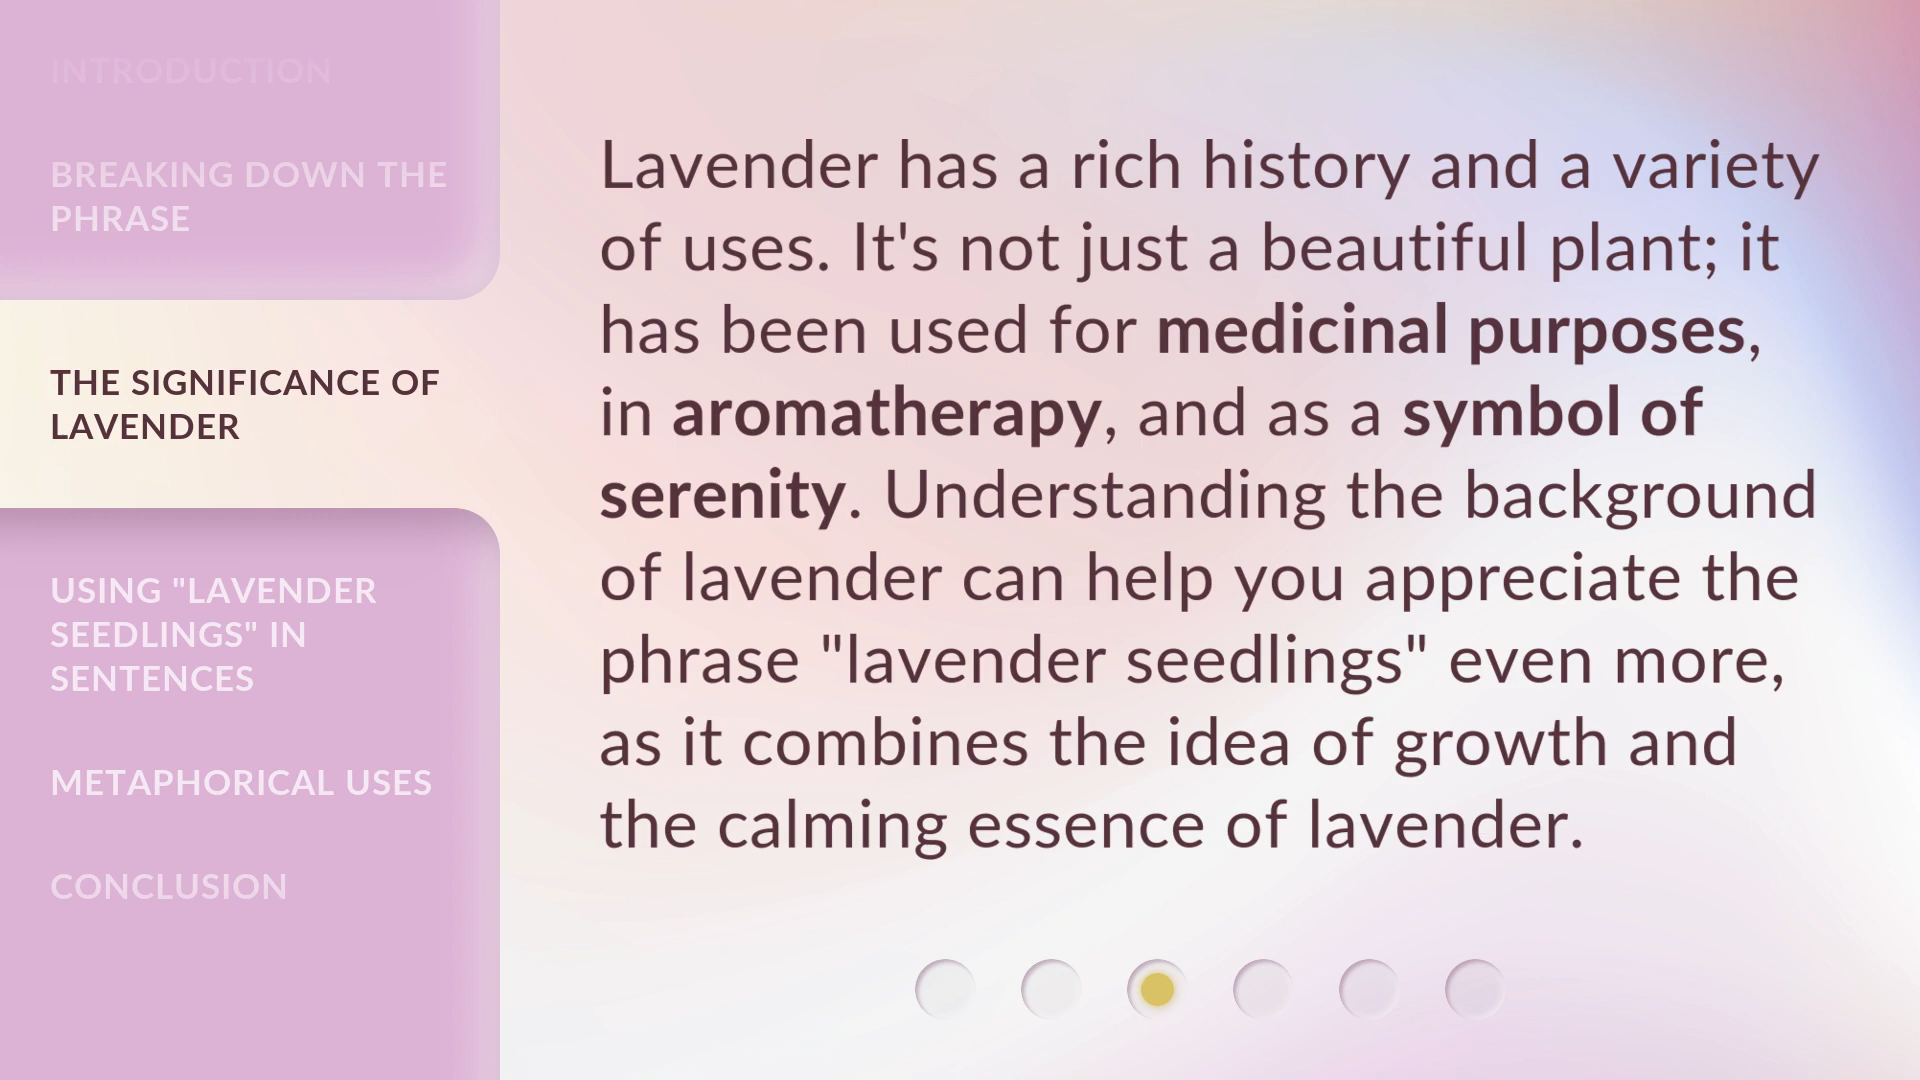 INTRODUCTION
BREAKING DOWN THE
PHRASE
THE SIGNIFICANCE OF
LAVENDER
USING "LAVENDER
SEEDLINGS" IN
SENTENCES
METAPHORICAL USES
CONCLUSION
Lavender has a rich history and a variety
of uses. It's not just a beautiful plant; it
has been used for medicinal purposes,
in aromatherapy, and as a symbol of
serenity. Understanding the background
of lavender can help you appreciate the
phrase "lavender seedlings" even more,
as it combines the idea of growth and
the calming essence of lavender.